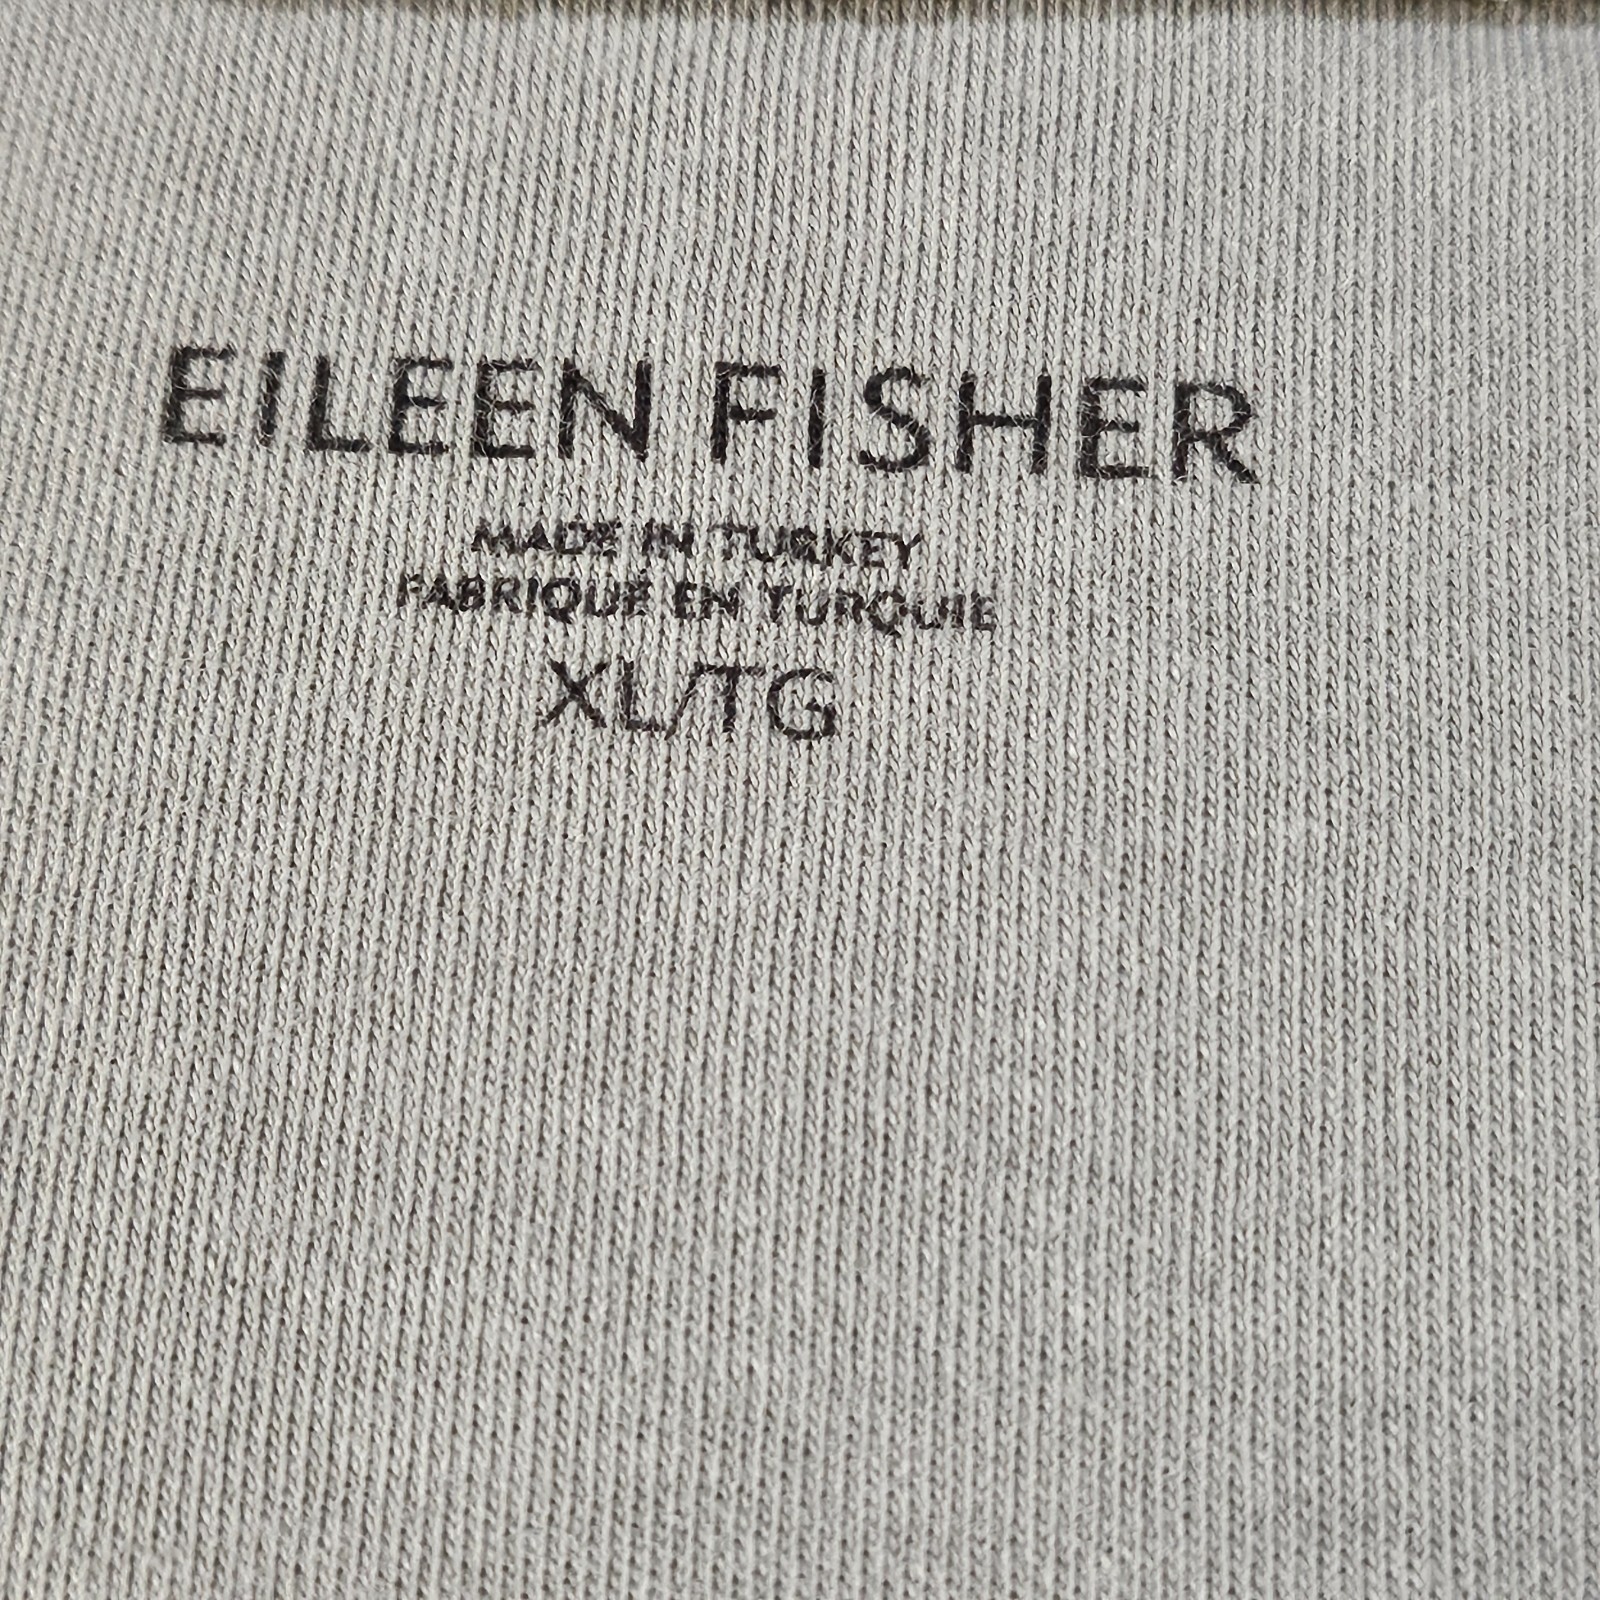 EILEEN FISHER
MADE IN TURKEY
FABRIQUÉ EN TURQUIE
XL/TG